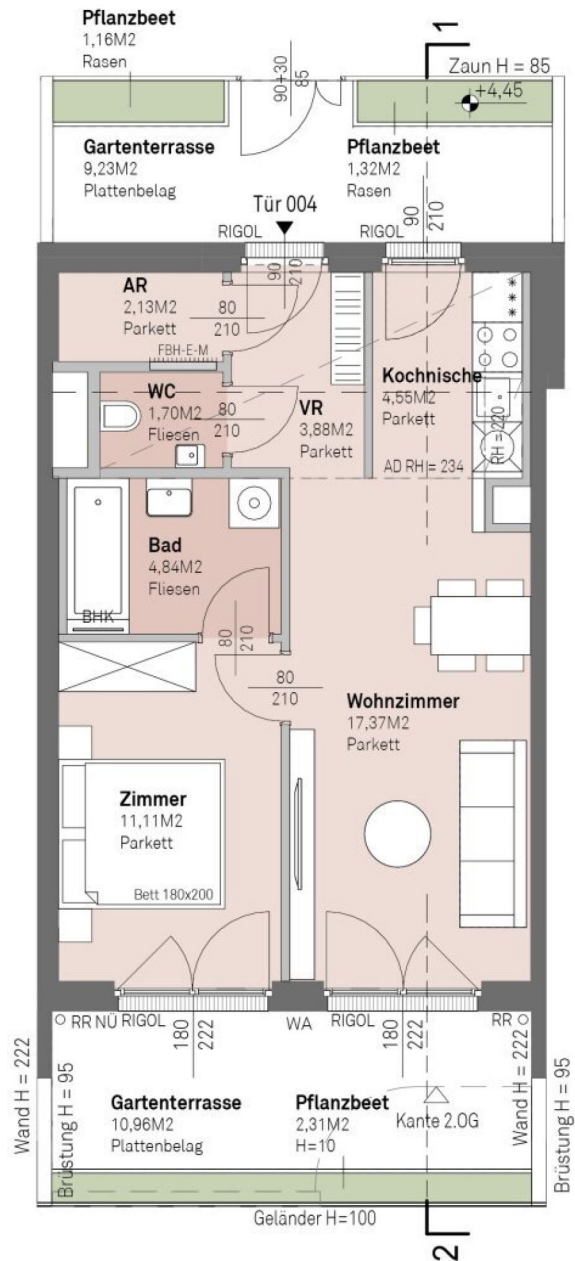 Pflanzbeet
1,16M2
Rasen
1
Zaun H = 85
90+30
85
+4,45
Gartenterrasse
9,23M2
Plattenbelag
Pflanzbeet
1,32M2
Rasen
Tür 004
RIGOL
RIGOL
90
210
90
210
AR
2,13M2
Parkett
80
210
FBH-E-M
WC
1,70M2
Fliesen
80
210
VR
3,88M2
Parkett
Kochnische
4,55M2
Parkett
AD RH = 234
RH = 220
Bad
4,84M2
Fliesen
BHK
80
210
80
210
Wohnzimmer
17,37M2
Parkett
Zimmer
11,11M2
Parkett
Bett 180x200
RR NÜ
RIGOL
180
222
WA
RIGOL
180
222
RR
Wand H = 222
Brüstung H = 95
Gartenterrasse
10,96M2
Plattenbelag
Pflanzbeet
2,31M2
H=10
Kante 2.OG
Wand H = 222
Brüstung H = 95
Geländer H=100
2